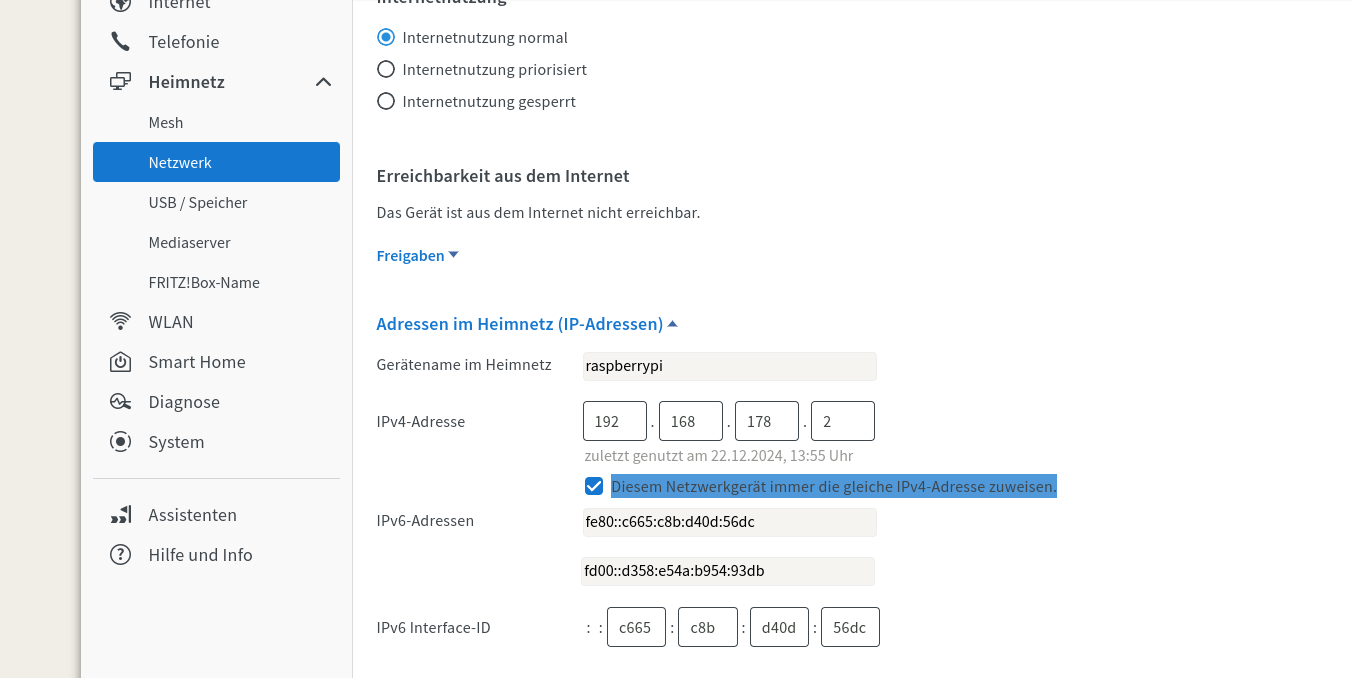 Internet
Telefonie
Heimnetz
Mesh
Netzwerk
USB / Speicher
Mediaserver
FRITZ!Box-Name
WLAN
Smart Home
Diagnose
System
Assistenten
Hilfe und Info
Internetnutzung
Internetnutzung normal
Internetnutzung priorisiert
Internetnutzung gesperrt
Erreichbarkeit aus dem Internet
Das Gerät ist aus dem Internet nicht erreichbar.
Freigaben
Adressen im Heimnetz (IP-Adressen)
Gerätename im Heimnetz raspberrypi
IPv4-Adresse 192 . 168 . 178 . 2
zuletzt genutzt am 22.12.2024, 13:55 Uhr
Diesem Netzwerkgerät immer die gleiche IPv4-Adresse zuweisen.
IPv6-Adressen fe80::c665:c8b:d40d:56dc
fd00::d358:e54a:b954:93db
IPv6 Interface-ID : : c665 : c8b : d40d : 56dc